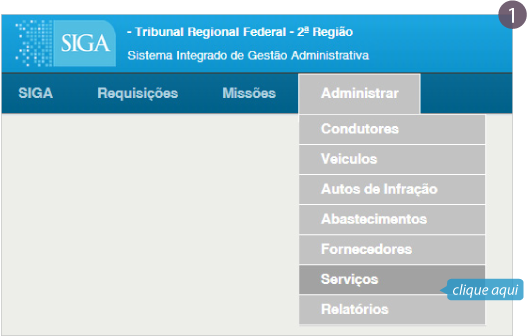 1
SIGA
- Tribunal Regional Federal - 2ª Região
Sistema Integrado de Gestão Administrativa
SIGA Requisições Missões Administrar
Condutores
Veiculos
Autos de Infração
Abastecimentos
Fornecedores
Serviços
clique aqui
Relatórios